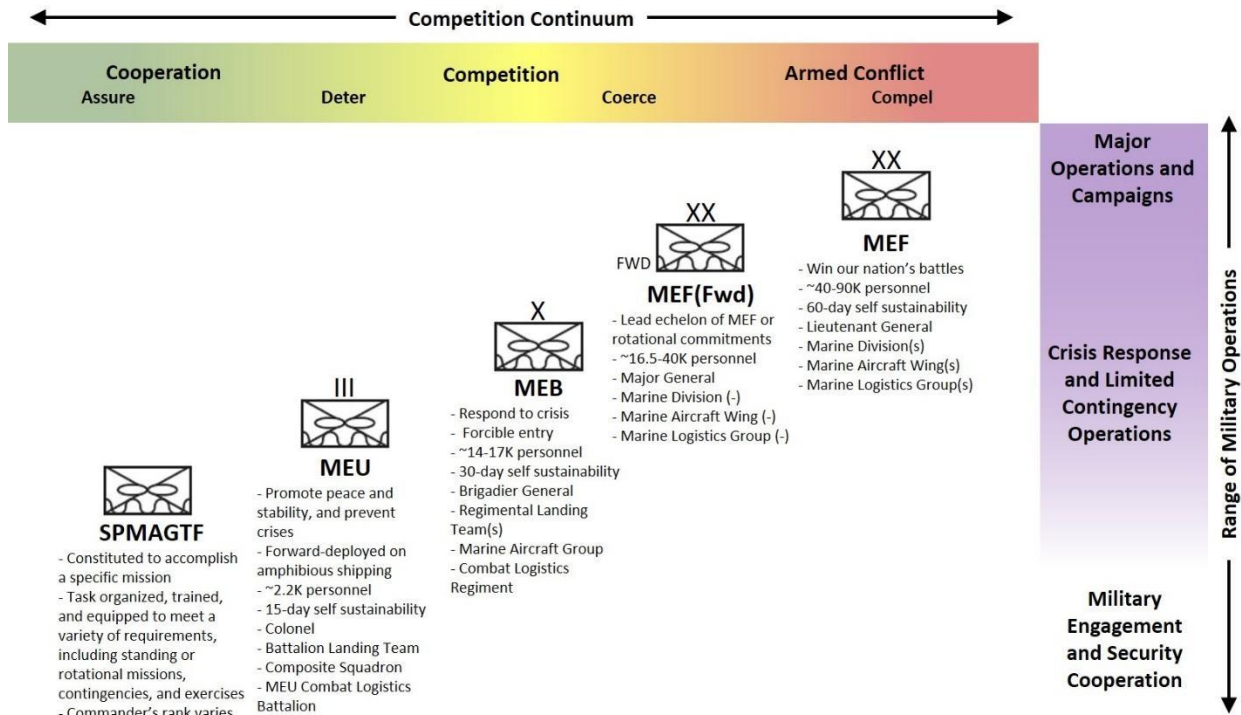 Competition Continuum
Cooperation
Competition
Armed Conflict
Assure
Deter
Coerce
Compel
SPMAGTF
- Constituted to accomplish
a specific mission
- Task organized, trained,
and equipped to meet a
variety of requirements,
including standing or
rotational missions,
contingencies, and exercises
- Commander's rank varies
III
MEU
- Promote peace and
stability, and prevent
crises
- Forward-deployed on
amphibious shipping
- ~2.2K personnel
- 15-day self sustainability
- Colonel
- Battalion Landing Team
- Composite Squadron
- MEU Combat Logistics
Battalion
X
MEB
- Respond to crisis
- Forcible entry
- ~14-17K personnel
- 30-day self sustainability
- Brigadier General
- Regimental Landing
Team(s)
- Marine Aircraft Group
- Combat Logistics
Regiment
XX
FWD
MEF(Fwd)
- Lead echelon of MEF or
rotational commitments
- ~16.5-40K personnel
- Major General
- Marine Division (-)
- Marine Aircraft Wing (-)
- Marine Logistics Group (-)
XX
MEF
- Win our nation's battles
- ~40-90K personnel
- 60-day self sustainability
- Lieutenant General
- Marine Division(s)
- Marine Aircraft Wing(s)
- Marine Logistics Group(s)
Major
Operations and
Campaigns
Crisis Response
and Limited
Contingency
Operations
Military
Engagement
and Security
Cooperation
Range of Military Operations